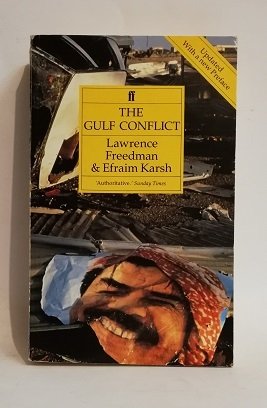 Updated
With a new Preface
ff
THE
GULF CONFLICT
Lawrence
Freedman
& Efraim Karsh
'Authoritative.' Sunday Times